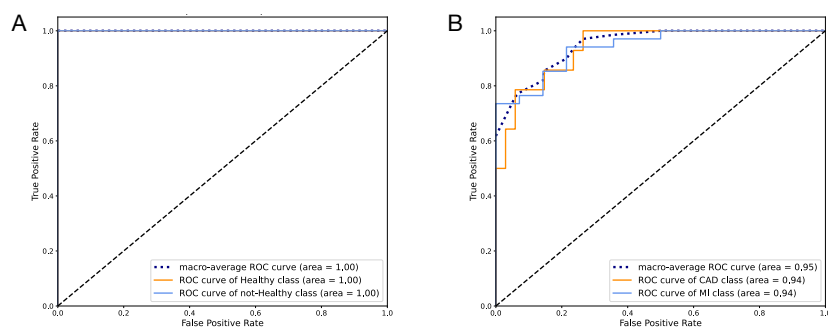 A
1.0
0.8
0.6
0.4
0.2
0.0
True Positive Rate
macro-average ROC curve (area = 1,00)
ROC curve of Healthy class (area = 1,00)
ROC curve of not-Healthy class (area = 1,00)
0.0 0.2 0.4 0.6 0.8 1.0
False Positive Rate
B
1.0
0.8
0.6
0.4
0.2
0.0
True Positive Rate
macro-average ROC curve (area = 0,95)
ROC curve of CAD class (area = 0,94)
ROC curve of MI class (area = 0,94)
0.0 0.2 0.4 0.6 0.8 1.0
False Positive Rate